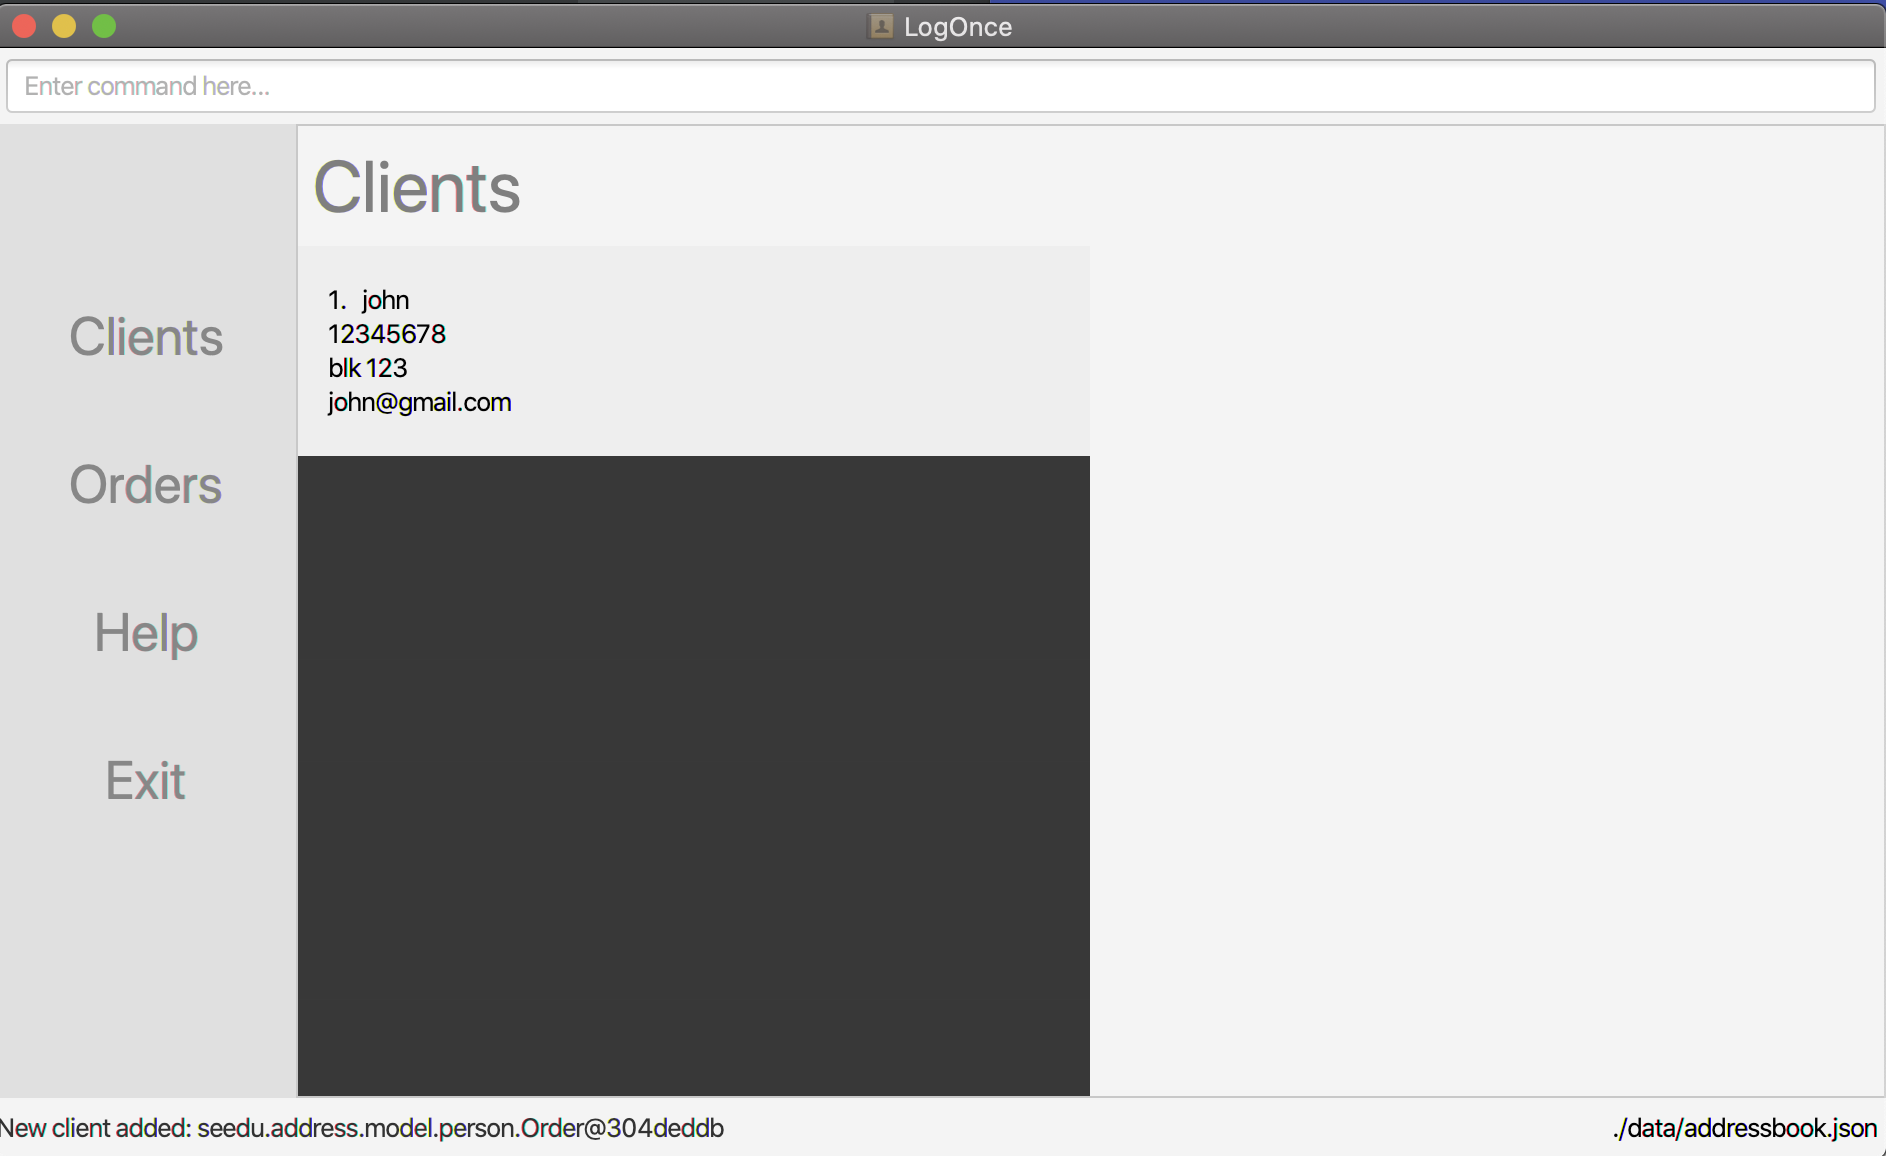 LogOnce
Enter command here...
Clients
Orders
Help
Exit
Clients
1. john
12345678
blk 123
john@gmail.com
New client added: seedu.address.model.person.Order@304deddb
./data/addressbook.json